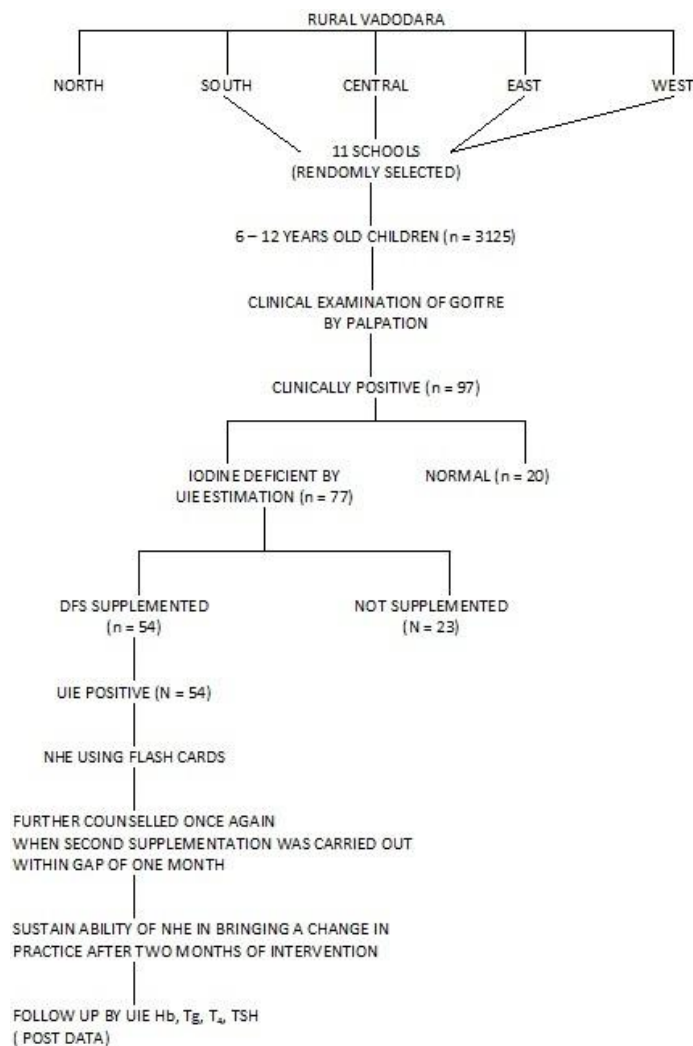 RURAL VADODARA
NORTH SOUTH CENTRAL EAST WEST
11 SCHOOLS
(RENDOMLY SELECTED)
6 – 12 YEARS OLD CHILDREN (n = 3125)
CLINICAL EXAMINATION OF GOITRE
BY PALPATION
CLINICALLY POSITIVE (n = 97)
IODINE DEFICIENT BY
UIE ESTIMATION (n = 77)
NORMAL (n = 20)
DFS SUPPLEMENTED
(n = 54)
NOT SUPPLEMENTED
(N = 23)
UIE POSITIVE (N = 54)
NHE USING FLASH CARDS
FURTHER COUNSELLED ONCE AGAIN
WHEN SECOND SUPPLEMENTATION WAS CARRIED OUT
WITHIN GAP OF ONE MONTH
SUSTAIN ABILITY OF NHE IN BRINGING A CHANGE IN
PRACTICE AFTER TWO MONTHS OF INTERVENTION
FOLLOW UP BY UIE Hb, Tg, T₄, TSH
( POST DATA)